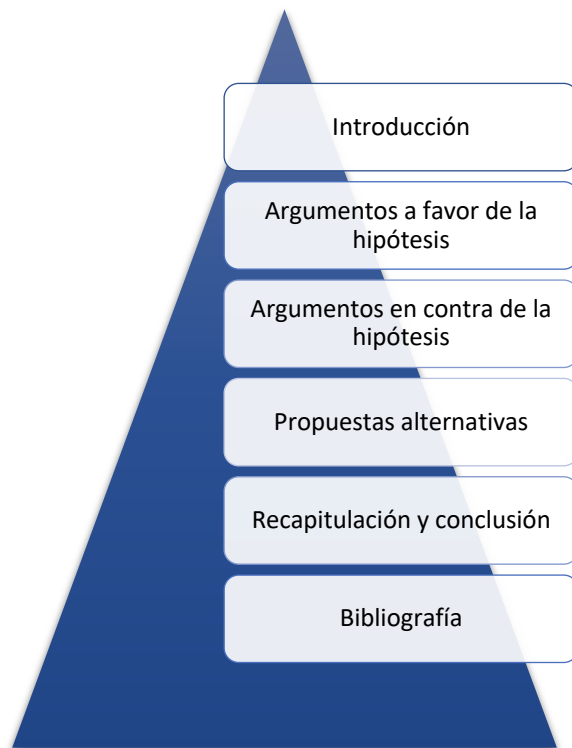 Introducción
Argumentos a favor de la
hipótesis
Argumentos en contra de la
hipótesis
Propuestas alternativas
Recapitulación y conclusión
Bibliografía